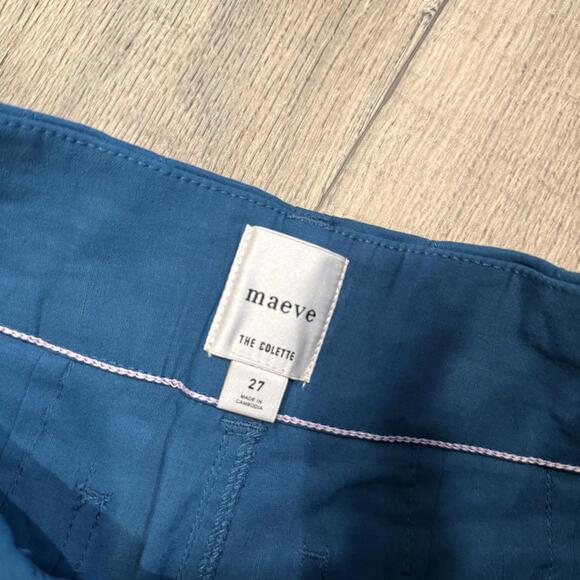 maeve
THE COLETTE
27
MADE IN
CAMBODIA